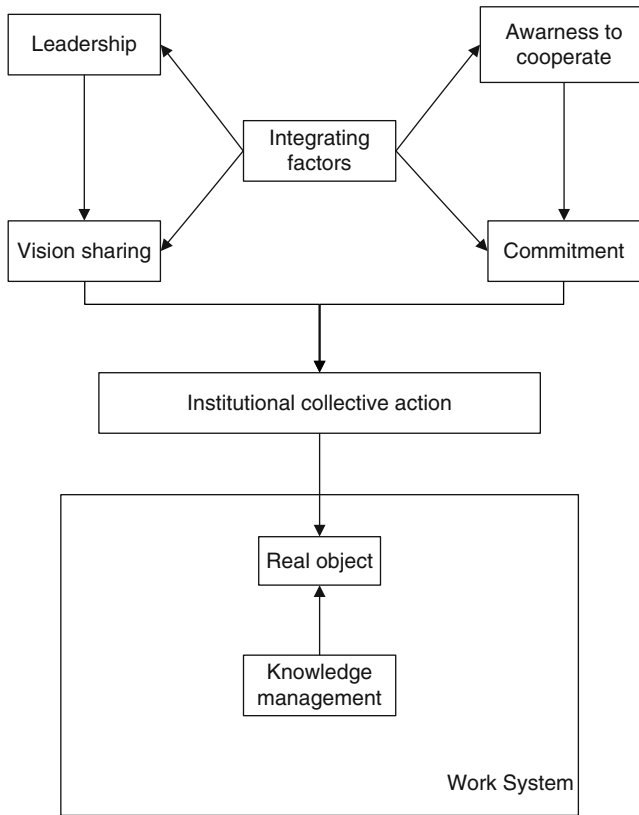 Leadership
Awarness to
cooperate
Integrating
factors
Vision sharing
Commitment
Institutional collective action
Real object
Knowledge
management
Work System